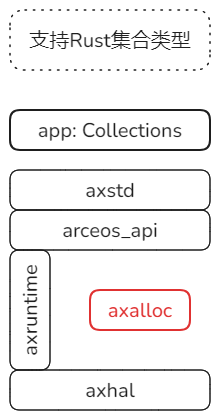 支持Rust集合类型
app: Collections
axstd
arceos_api
axruntime
axalloc
axhal